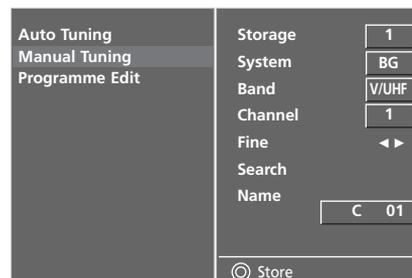 Auto Tuning
Manual Tuning
Programme Edit
Storage 1
System BG
Band V/UHF
Channel 1
Fine ◄ ►
Search
Name
C 01
Store